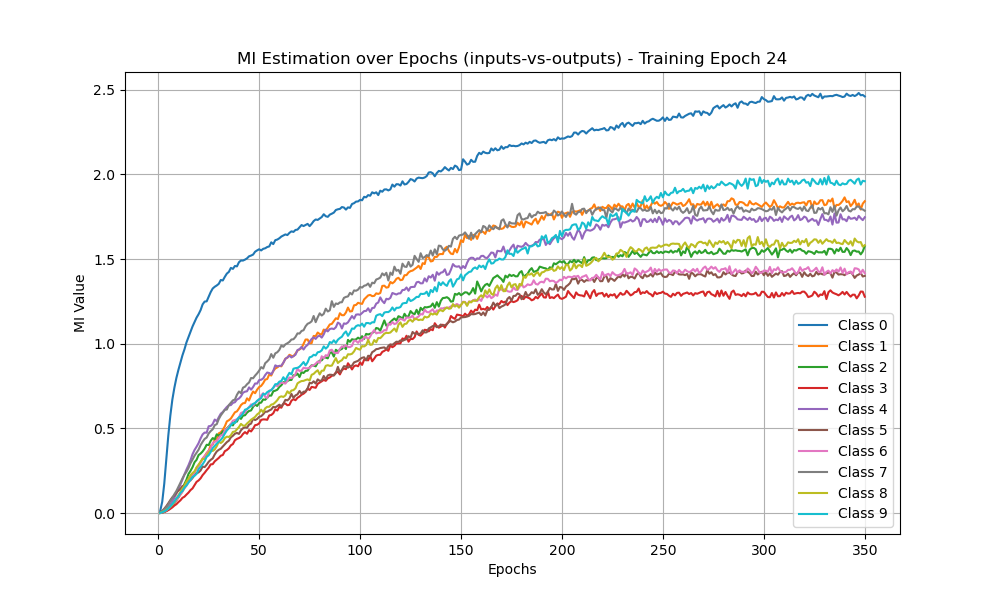 MI Estimation over Epochs (inputs-vs-outputs) - Training Epoch 24
MI Value
2.5
2.0
1.5
1.0
0.5
0.0
0 50 100 150 200 250 300 350
Epochs
Class 0
Class 1
Class 2
Class 3
Class 4
Class 5
Class 6
Class 7
Class 8
Class 9